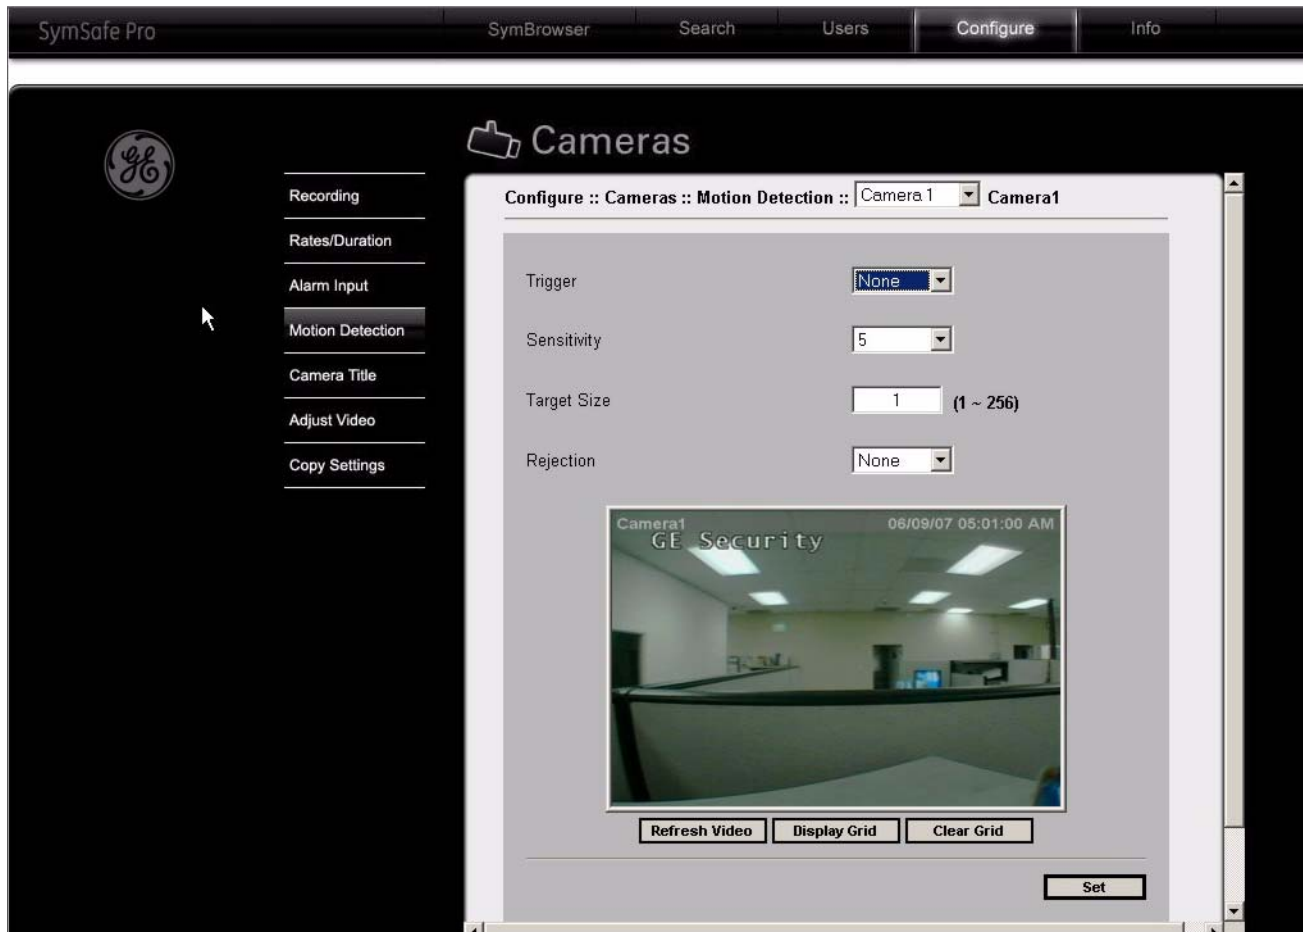 SymSafe Pro
SymBrowser
Search
Users
Configure
Info
GE
Cameras
Recording
Rates/Duration
Alarm Input
Motion Detection
Camera Title
Adjust Video
Copy Settings
Configure :: Cameras :: Motion Detection :: Camera 1 Camera1
Trigger None
Sensitivity 5
Target Size 1 (1 ~ 256)
Rejection None
Camera1 06/09/07 05:01:00 AM
GE Security
Refresh Video Display Grid Clear Grid
Set